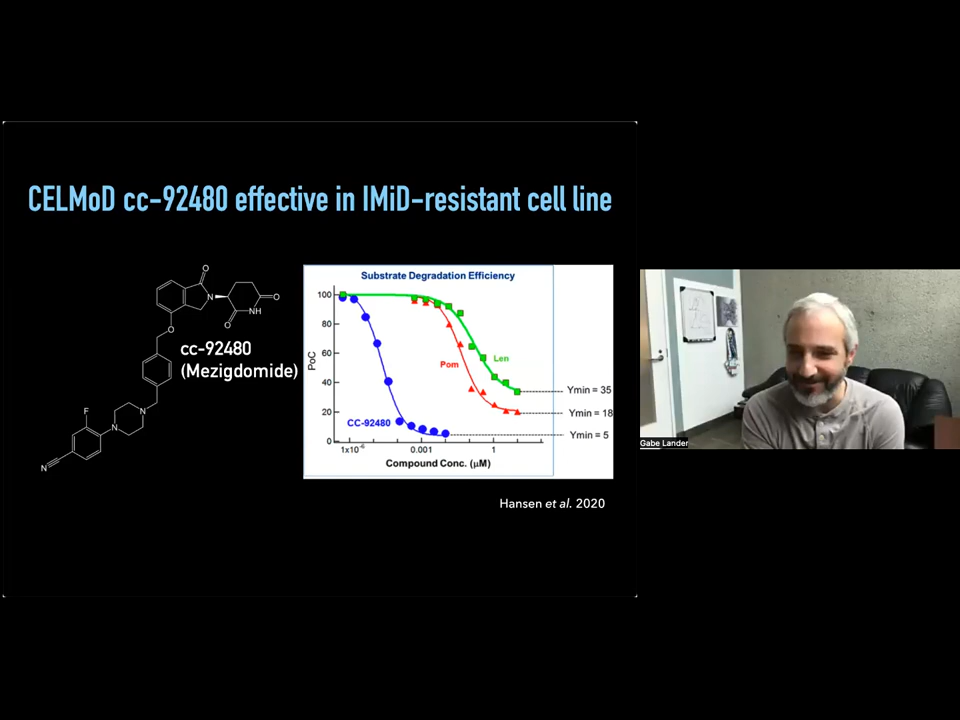 CELMoD cc-92480 effective in IMiD-resistant cell line
O
N
O
O
NH
O
cc-92480
(Mezigdomide)
F
N
N
N
Substrate Degradation Efficiency
100
80
60
40
20
0
PoC
Pom
Len
CC-92480
Ymin = 35
Ymin = 18
Ymin = 5
1x10⁻⁶
0.001
1
Compound Conc. (μM)
Hansen et al. 2020
Gabe Lander